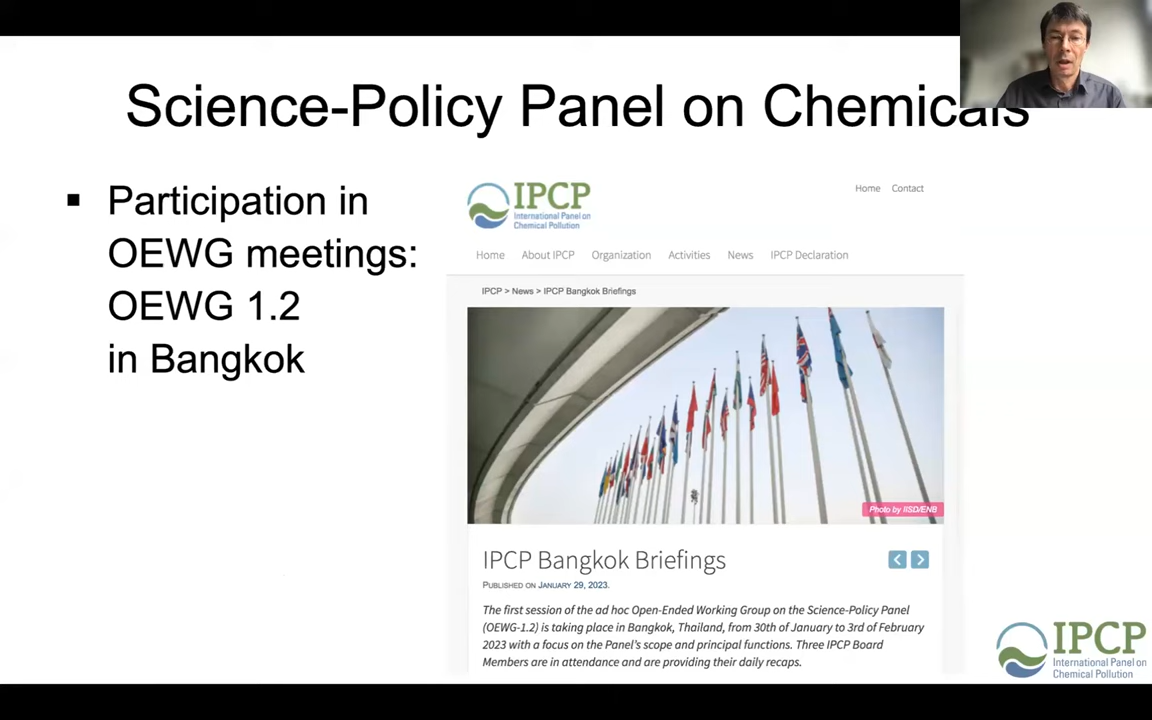 Science-Policy Panel on Chemicals
▪ Participation in
OEWG meetings:
OEWG 1.2
in Bangkok
IPCP
International Panel on
Chemical Pollution
Home Contact
Home About IPCP Organization Activities News IPCP Declaration
IPCP > News > IPCP Bangkok Briefings
Photo by IISD/ENB
IPCP Bangkok Briefings
PUBLISHED ON JANUARY 29, 2023.
The first session of the ad hoc Open-Ended Working Group on the Science-Policy Panel
(OEWG-1.2) is taking place in Bangkok, Thailand, from 30th of January to 3rd of February
2023 with a focus on the Panel's scope and principal functions. Three IPCP Board
Members are in attendance and are providing their daily recaps.
IPCP
International Panel on
Chemical Pollution